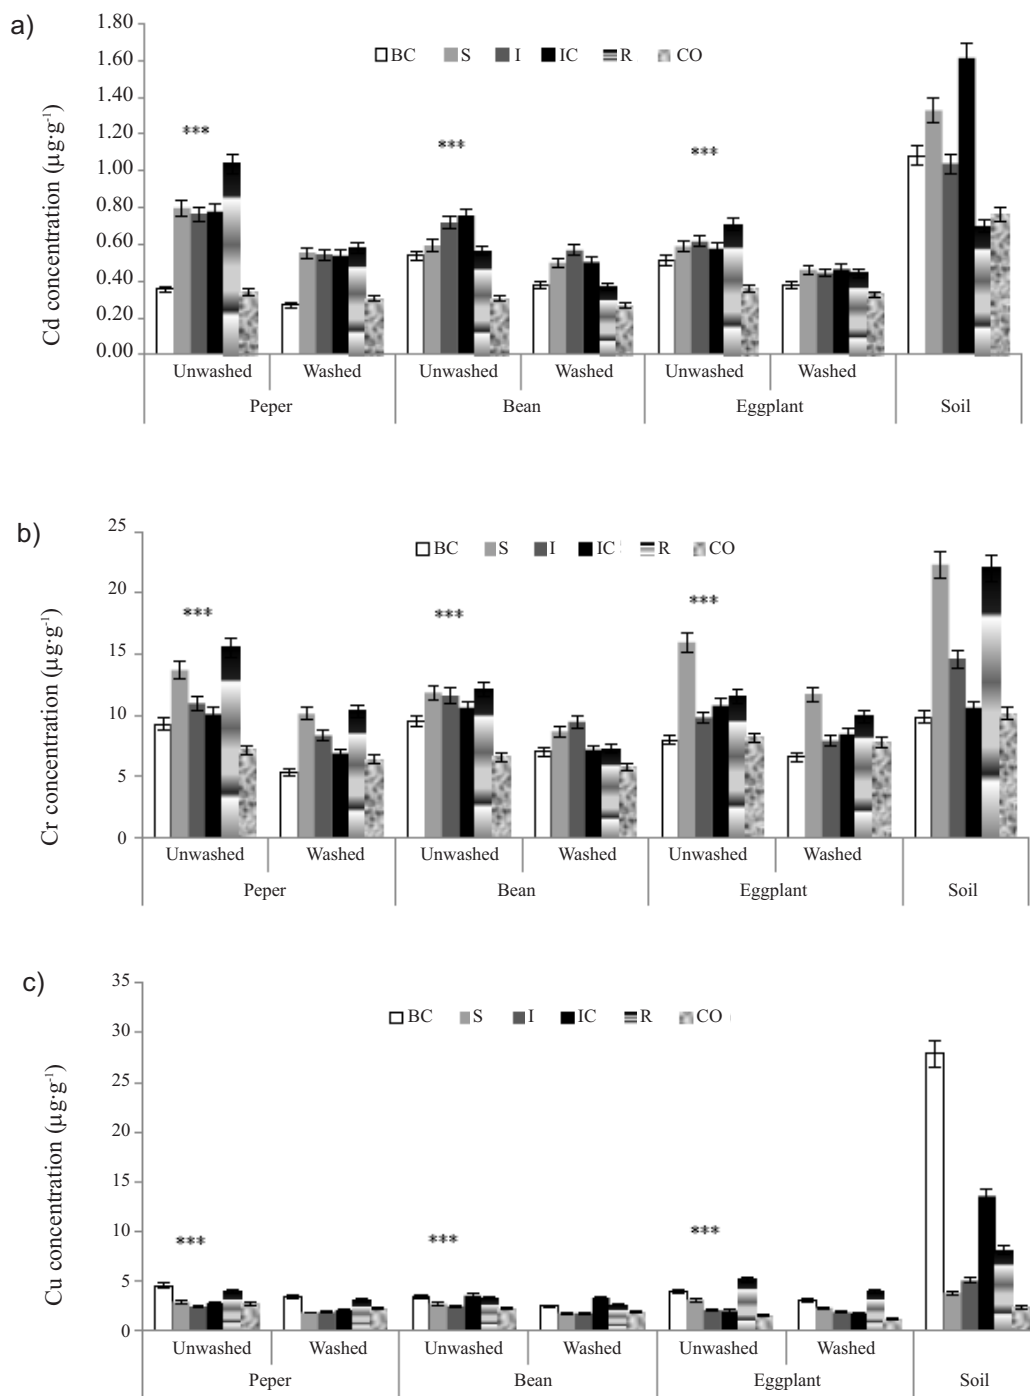 a)
Cd concentration (µg·g⁻¹)
1.80
1.60
1.40
1.20
1.00
0.80
0.60
0.40
0.20
0.00
BC S I IC R CO
*** *** ***
Unwashed Washed Unwashed Washed Unwashed Washed
Peper Bean Eggplant Soil
b)
Cr concentration (µg·g⁻¹)
25
20
15
10
5
0
BC S I IC R CO
*** *** ***
Unwashed Washed Unwashed Washed Unwashed Washed
Peper Bean Eggplant Soil
c)
Cu concentration (µg·g⁻¹)
35
30
25
20
15
10
5
0
BC S I IC R CO
*** *** ***
Unwashed Washed Unwashed Washed Unwashed Washed
Peper Bean Eggplant Soil